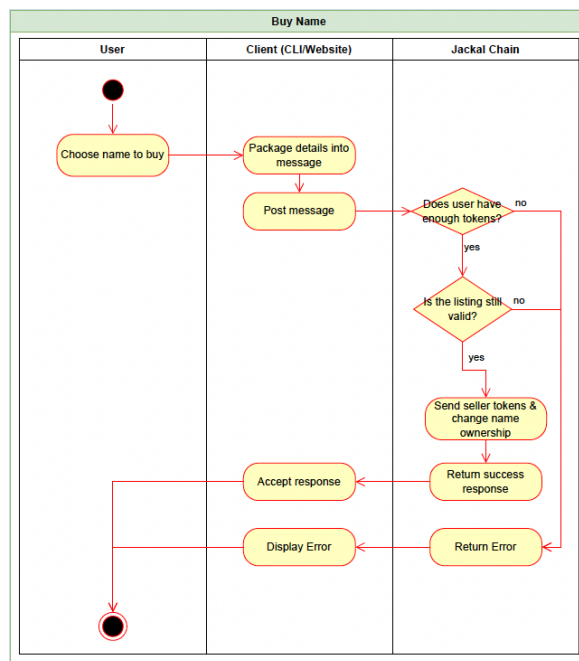 Buy Name
User
Client (CLI/Website)
Jackal Chain
Choose name to buy
Package details into
message
Post message
Does user have
enough tokens?
no
yes
Is the listing still
valid?
no
yes
Send seller tokens &
change name
ownership
Accept response
Return success
response
Display Error
Return Error